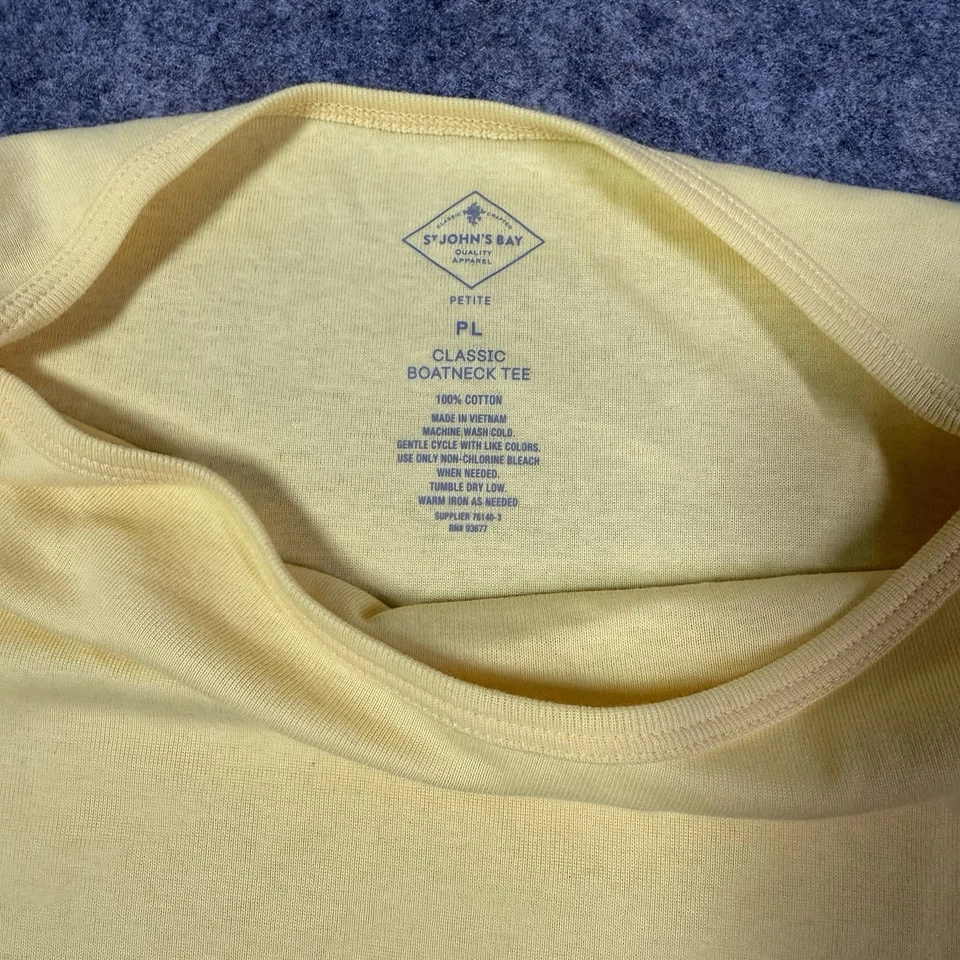 CLASSIC CRAFTED
ST JOHN'S BAY
QUALITY
APPAREL
PETITE
PL
CLASSIC
BOATNECK TEE
100% COTTON
MADE IN VIETNAM
MACHINE WASH COLD.
GENTLE CYCLE WITH LIKE COLORS.
USE ONLY NON-CHLORINE BLEACH
WHEN NEEDED.
TUMBLE DRY LOW.
WARM IRON AS NEEDED
SUPPLIER 76140-3
RN# 93677